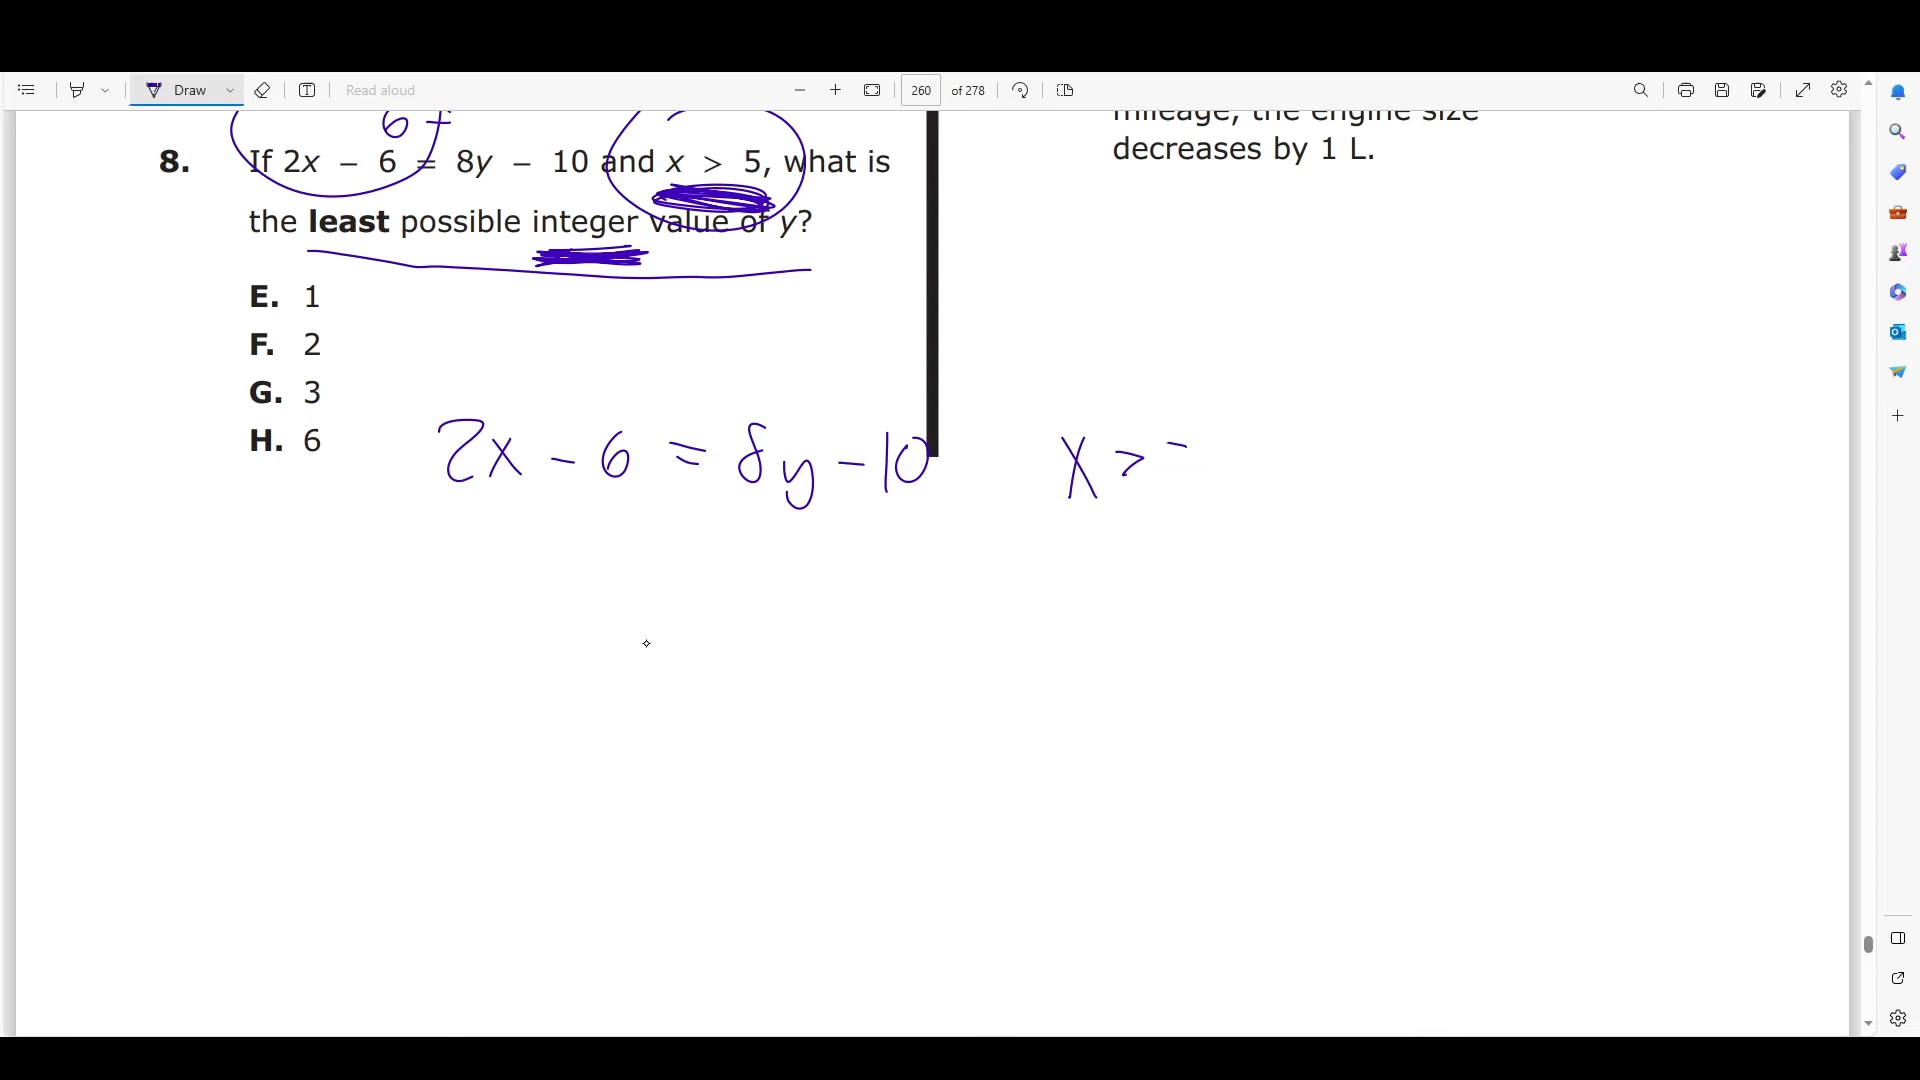 Draw
Read aloud
260 of 278
6 =
8. If 2x − 6 = 8y − 10 and x > 5, what is
the least possible integer value of y?
E. 1
F. 2
G. 3
H. 6
mileage, the engine size
decreases by 1 L.
2x - 6 = 8y - 10
x >